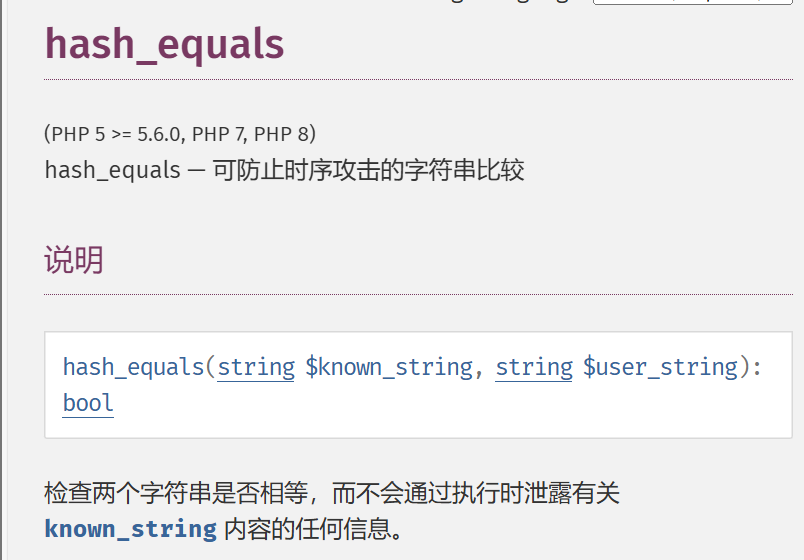 hash_equals
(PHP 5 >= 5.6.0, PHP 7, PHP 8)
hash_equals — 可防止时序攻击的字符串比较
说明
hash_equals(string $known_string, string $user_string):
bool
检查两个字符串是否相等，而不会通过执行时泄露有关
known_string 内容的任何信息。